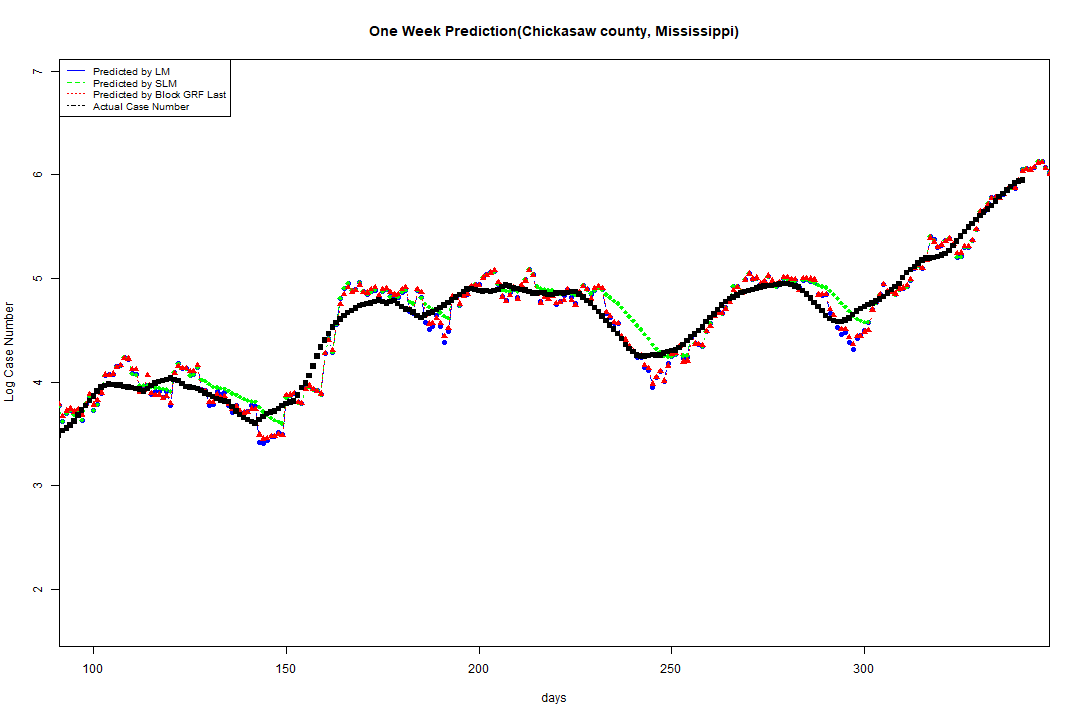 One Week Prediction(Chickasaw county, Mississippi)
7
Predicted by LM
Predicted by SLM
Predicted by Block GRF Last
Actual Case Number
6
5
4
3
2
Log Case Number
100 150 200 250 300
days